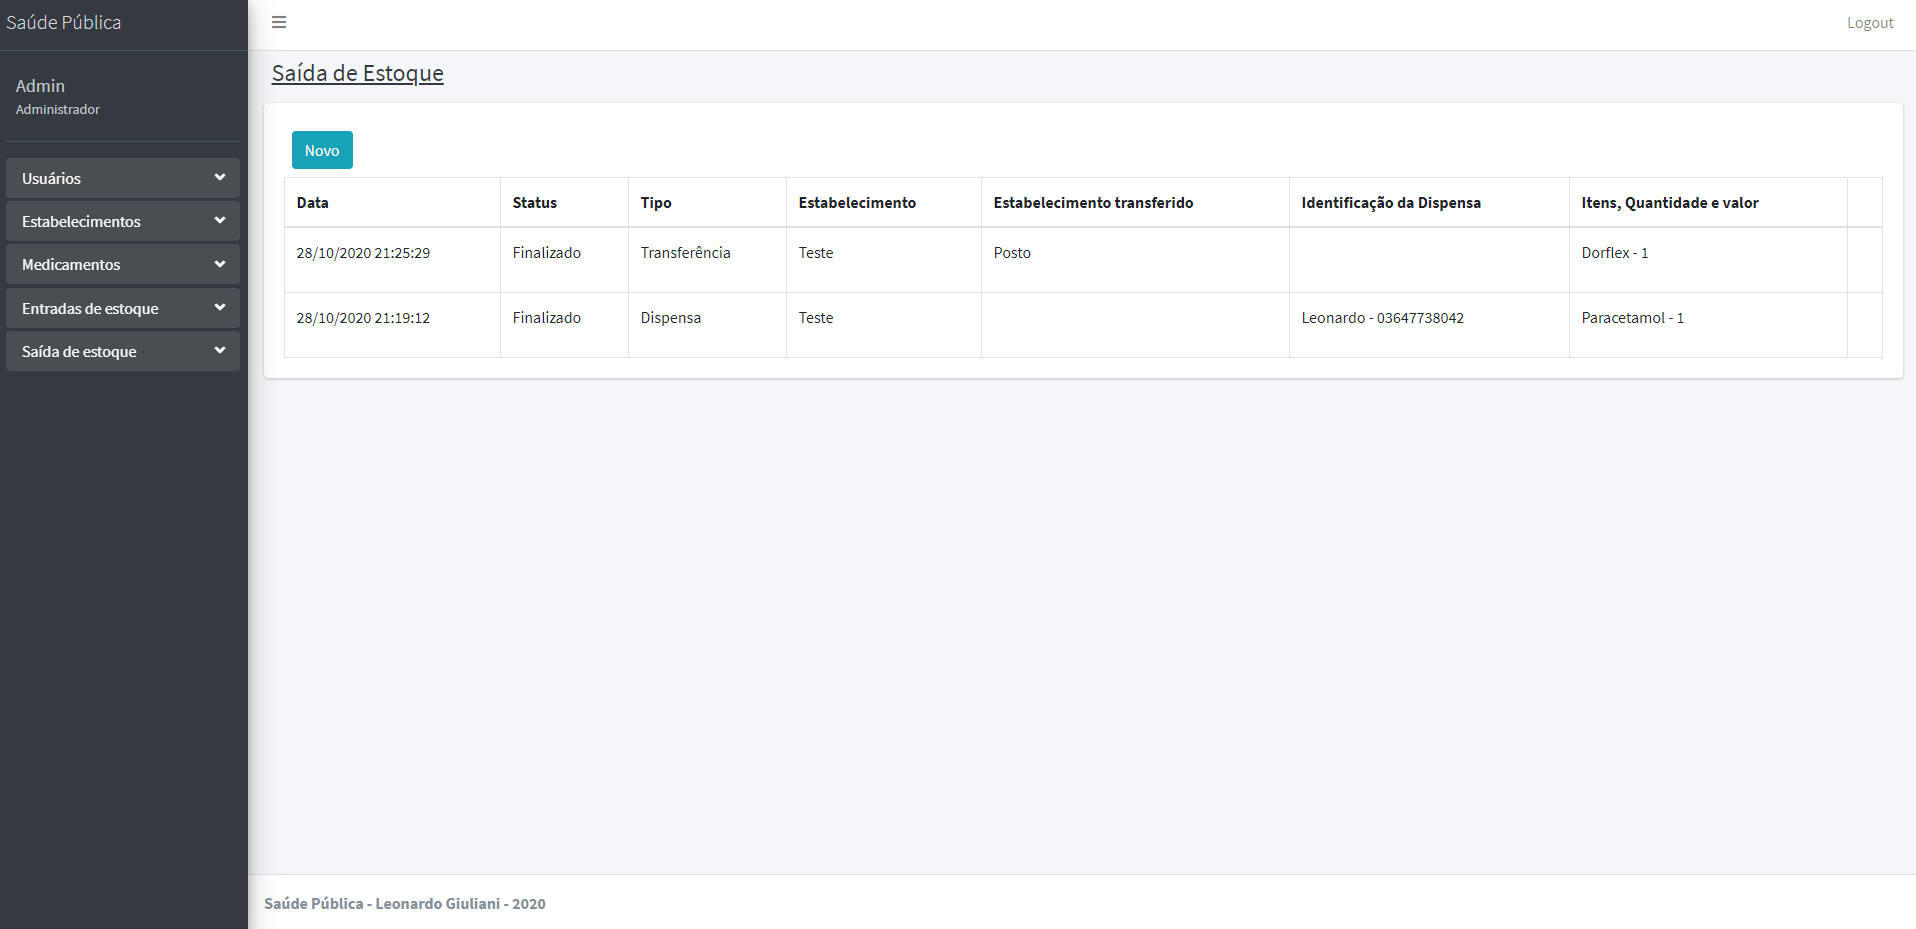 Saúde Pública
Logout
Admin
Administrador
Usuários
Estabelecimentos
Medicamentos
Entradas de estoque
Saída de estoque
Saída de Estoque
Novo
Data Status Tipo Estabelecimento Estabelecimento transferido Identificação da Dispensa Itens, Quantidade e valor
28/10/2020 21:25:29 Finalizado Transferência Teste Posto Dorflex - 1
28/10/2020 21:19:12 Finalizado Dispensa Teste Leonardo - 03647738042 Paracetamol - 1
Saúde Pública - Leonardo Giuliani - 2020